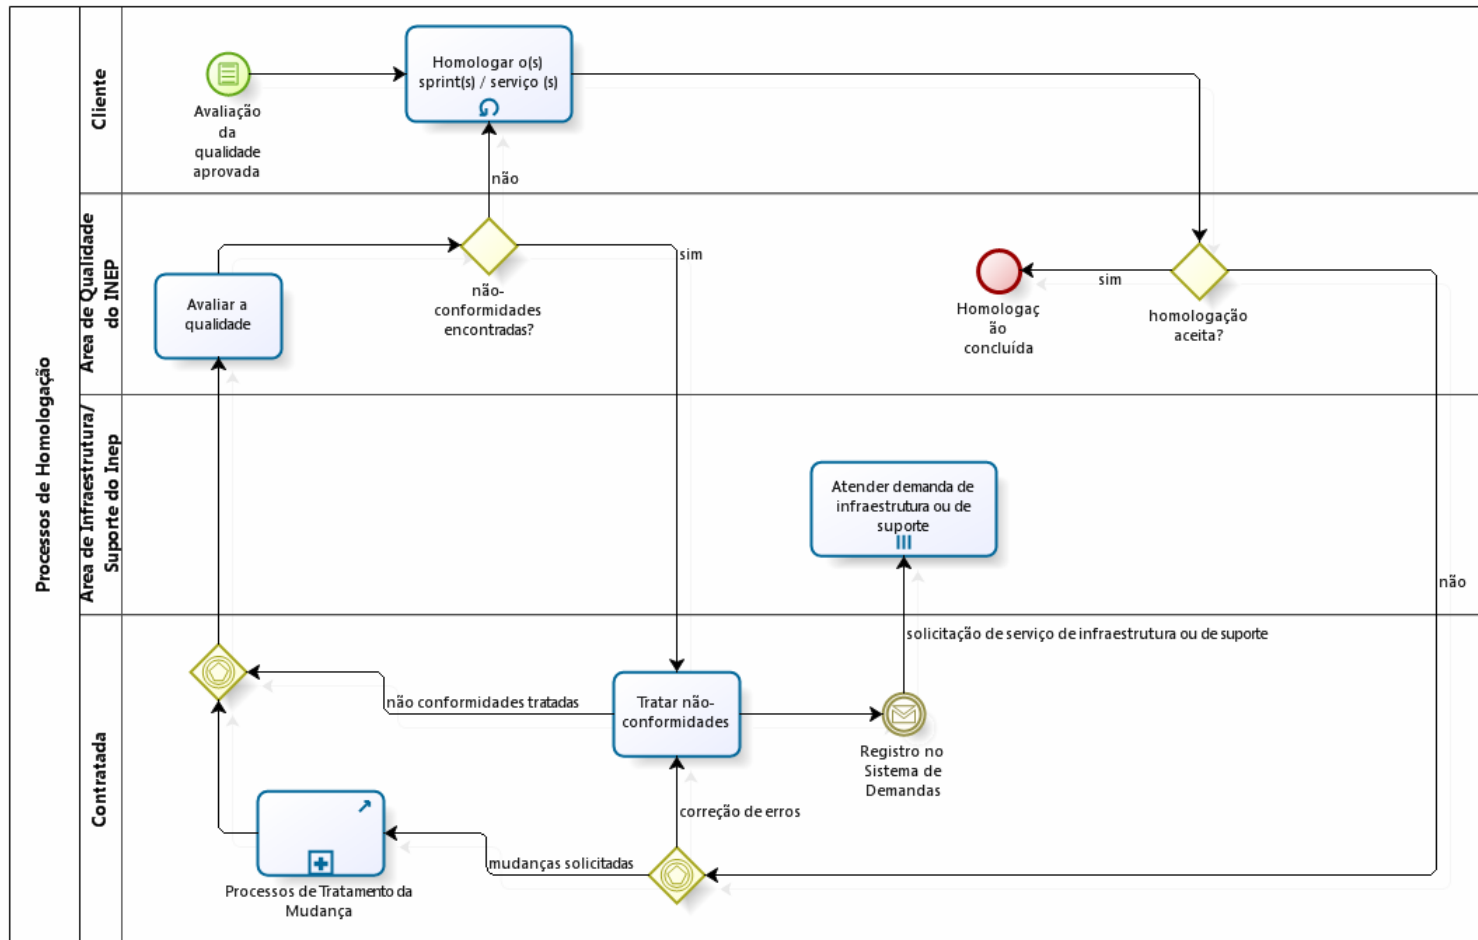 Processos de Homologação
Cliente
Avaliação
da
qualidade
aprovada
Homologar o(s)
sprint(s) / serviço (s)
não
Area de Qualidade
do INEP
Avaliar a
qualidade
não-
conformidades
encontradas?
sim
Homologaç
ão
concluída
sim
homologação
aceita?
Area de Infraestrutura/
Suporte do Inep
Atender demanda de
infraestrutura ou de
suporte
não
Contratada
solicitação de serviço de infraestrutura ou de suporte
não conformidades tratadas
Tratar não-
conformidades
Registro no
Sistema de
Demandas
correção de erros
mudanças solicitadas
Processos de Tratamento da
Mudança